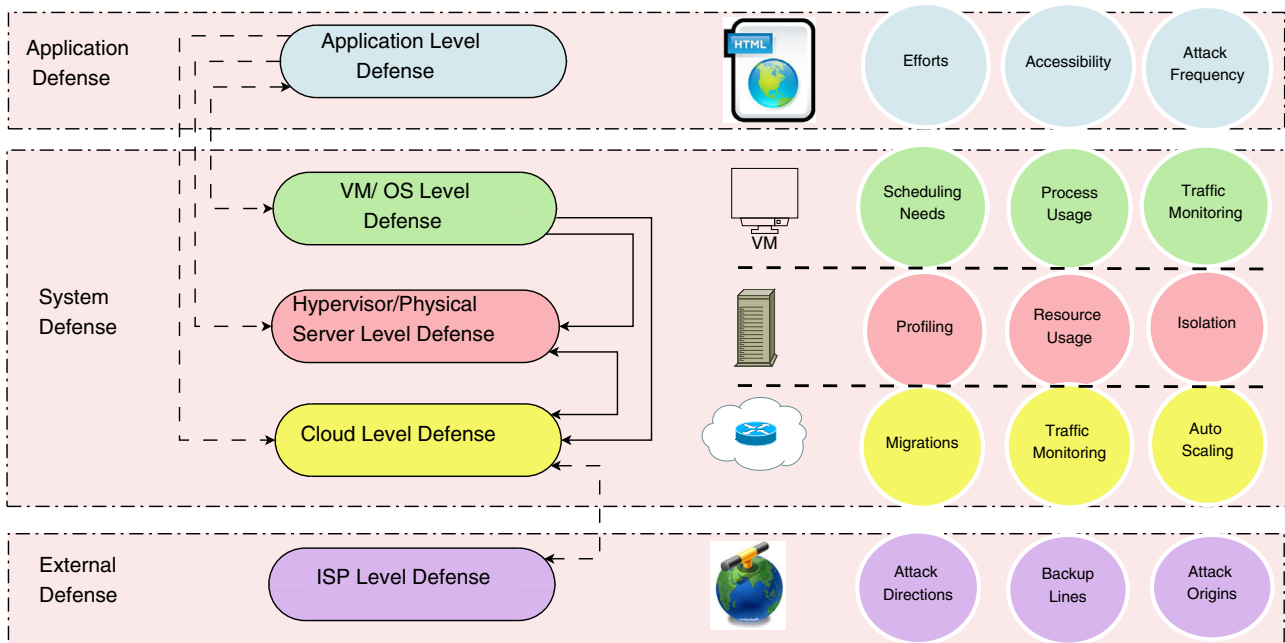 Application
Defense
Application Level
Defense
HTML
Efforts
Accessibility
Attack
Frequency
System
Defense
VM/ OS Level
Defense
VM
Scheduling
Needs
Process
Usage
Traffic
Monitoring
Hypervisor/Physical
Server Level Defense
Profiling
Resource
Usage
Isolation
Cloud Level Defense
Migrations
Traffic
Monitoring
Auto
Scaling
External
Defense
ISP Level Defense
Attack
Directions
Backup
Lines
Attack
Origins